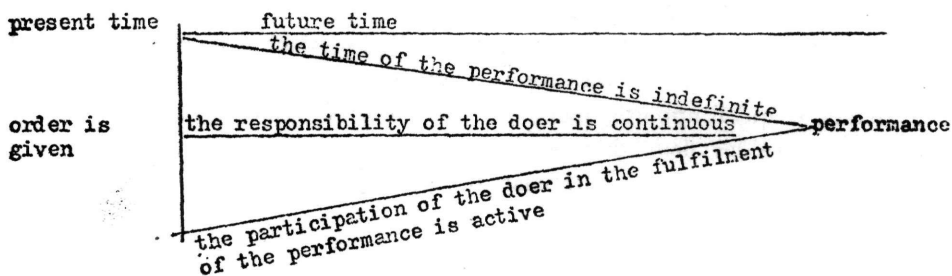 present time
future time
the time of the performance is indefinite
order is
given
the responsibility of the doer is continuous
performance
the participation of the doer in the fulfilment
of the performance is active